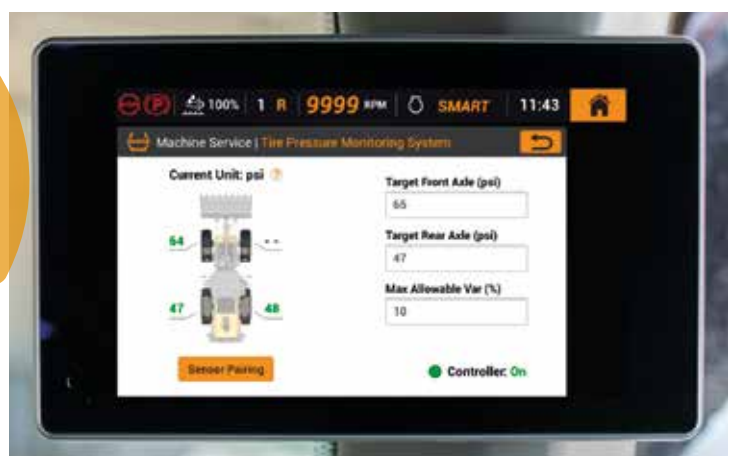 P 100% 1 R 9999 RPM SMART 11:43
Machine Service | Tire Pressure Monitoring System
Current Unit: psi ?
64 - -
47 48
Sensor Pairing
Target Front Axle (psi)
65
Target Rear Axle (psi)
47
Max Allowable Var (%)
10
Controller: On